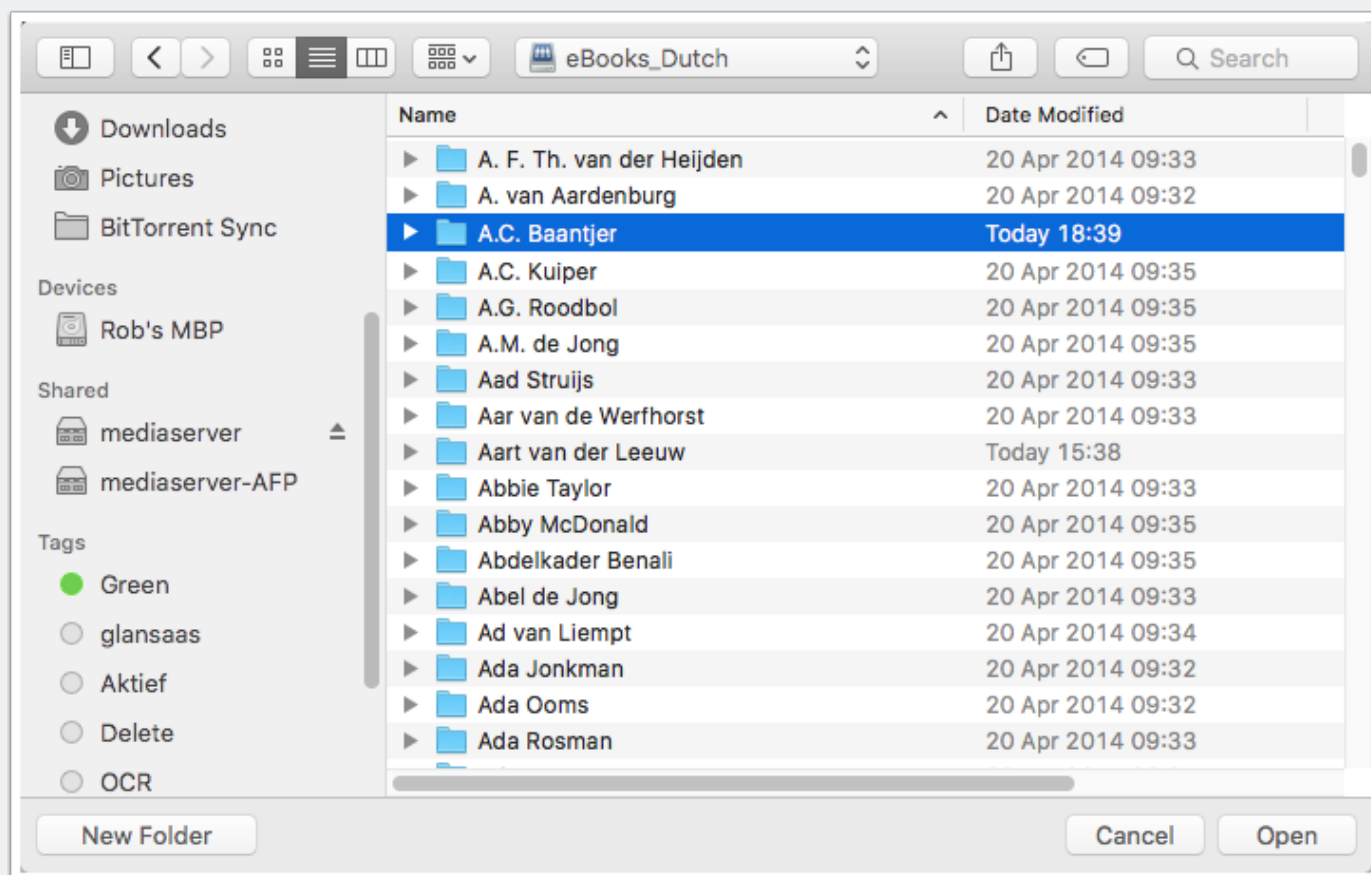 eBooks_Dutch
Search
Downloads
Pictures
BitTorrent Sync
Devices
Rob's MBP
Shared
mediaserver
mediaserver-AFP
Tags
Green
glansaas
Aktief
Delete
OCR
Name Date Modified
A. F. Th. van der Heijden 20 Apr 2014 09:33
A. van Aardenburg 20 Apr 2014 09:32
A.C. Baantjer Today 18:39
A.C. Kuiper 20 Apr 2014 09:35
A.G. Roodbol 20 Apr 2014 09:35
A.M. de Jong 20 Apr 2014 09:35
Aad Struijs 20 Apr 2014 09:33
Aar van de Werfhorst 20 Apr 2014 09:33
Aart van der Leeuw Today 15:38
Abbie Taylor 20 Apr 2014 09:33
Abby McDonald 20 Apr 2014 09:35
Abdelkader Benali 20 Apr 2014 09:35
Abel de Jong 20 Apr 2014 09:33
Ad van Liempt 20 Apr 2014 09:34
Ada Jonkman 20 Apr 2014 09:32
Ada Ooms 20 Apr 2014 09:32
Ada Rosman 20 Apr 2014 09:33
New Folder Cancel Open